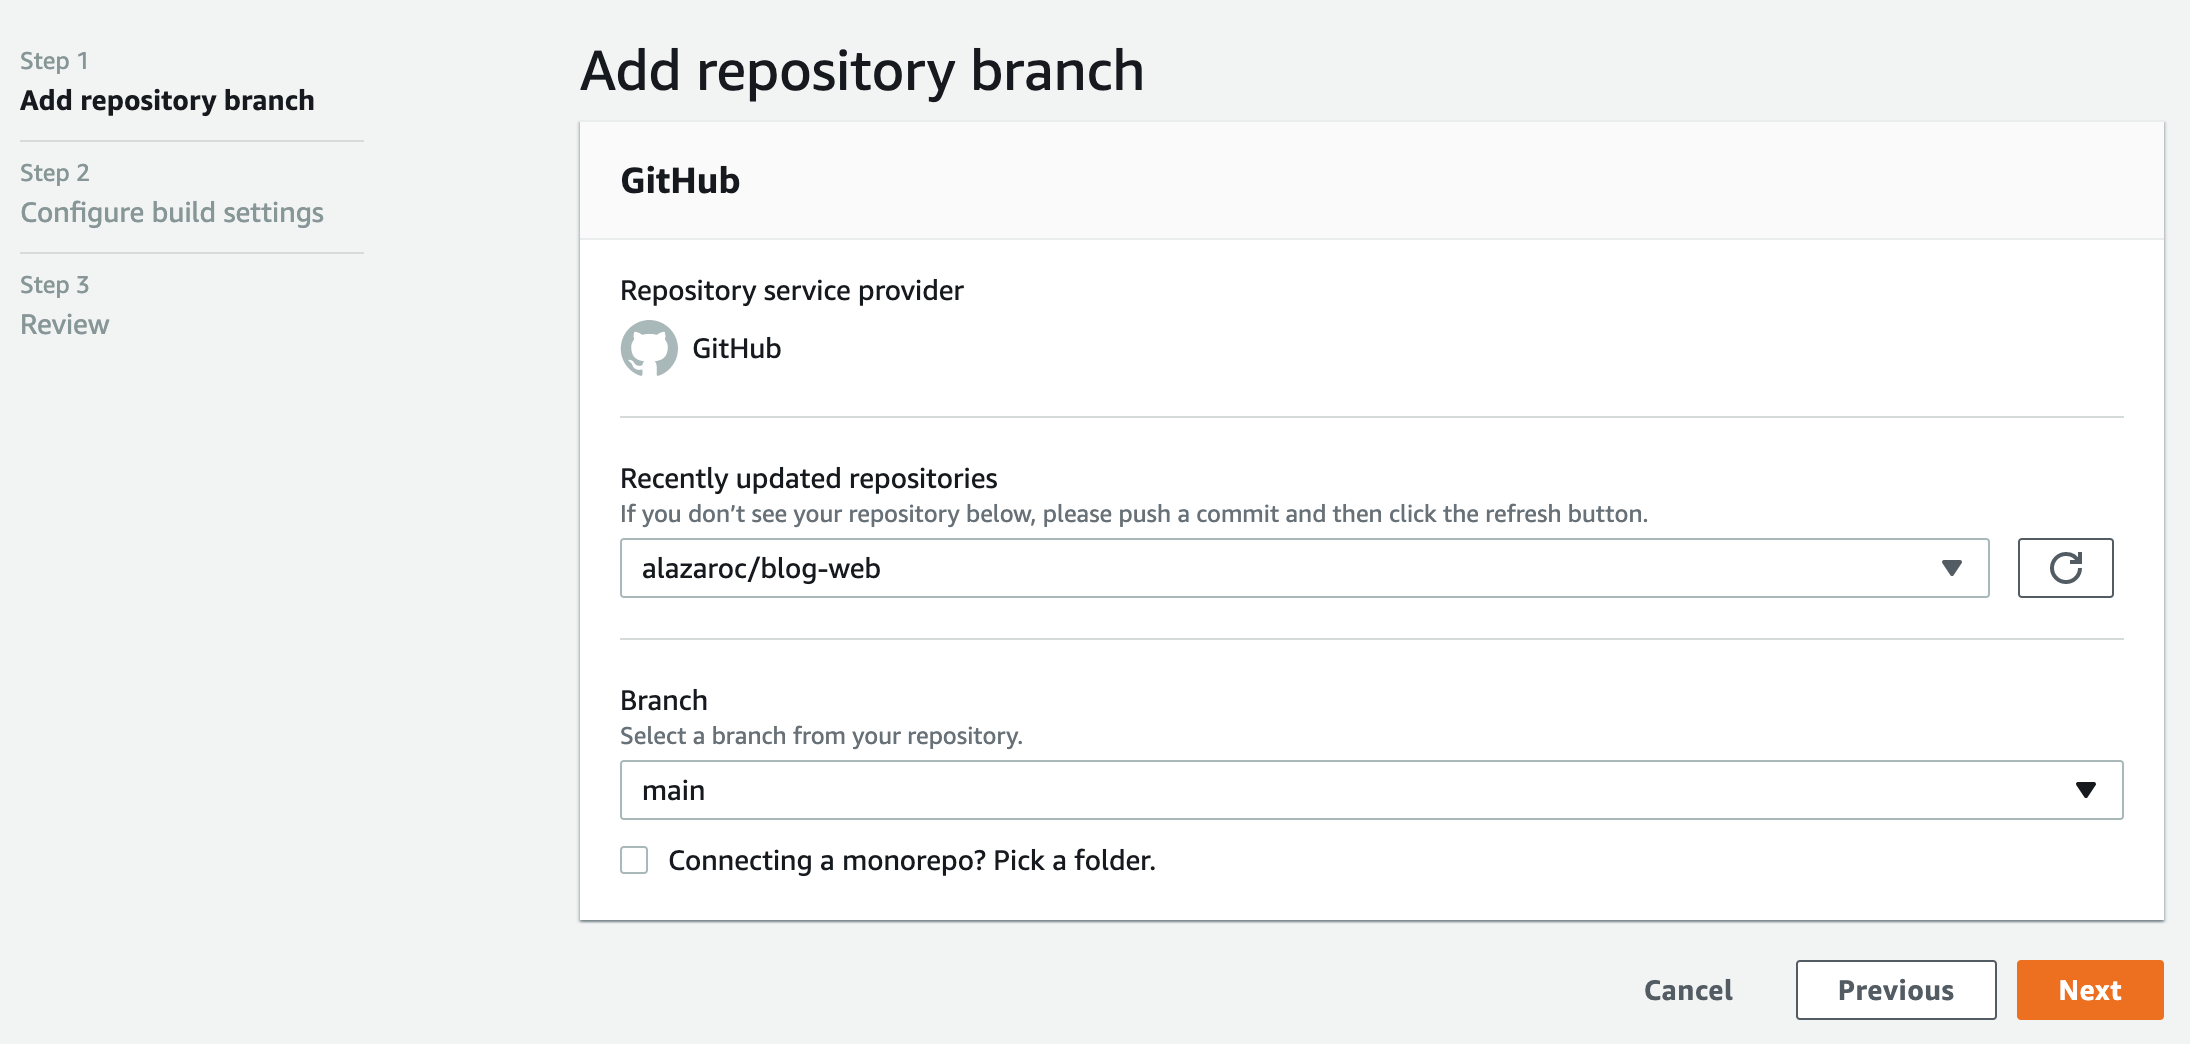 Step 1
Add repository branch
Step 2
Configure build settings
Step 3
Review
Add repository branch
GitHub
Repository service provider
GitHub
Recently updated repositories
If you don’t see your repository below, please push a commit and then click the refresh button.
alazaroc/blog-web
Branch
Select a branch from your repository.
main
Connecting a monorepo? Pick a folder.
Cancel
Previous
Next